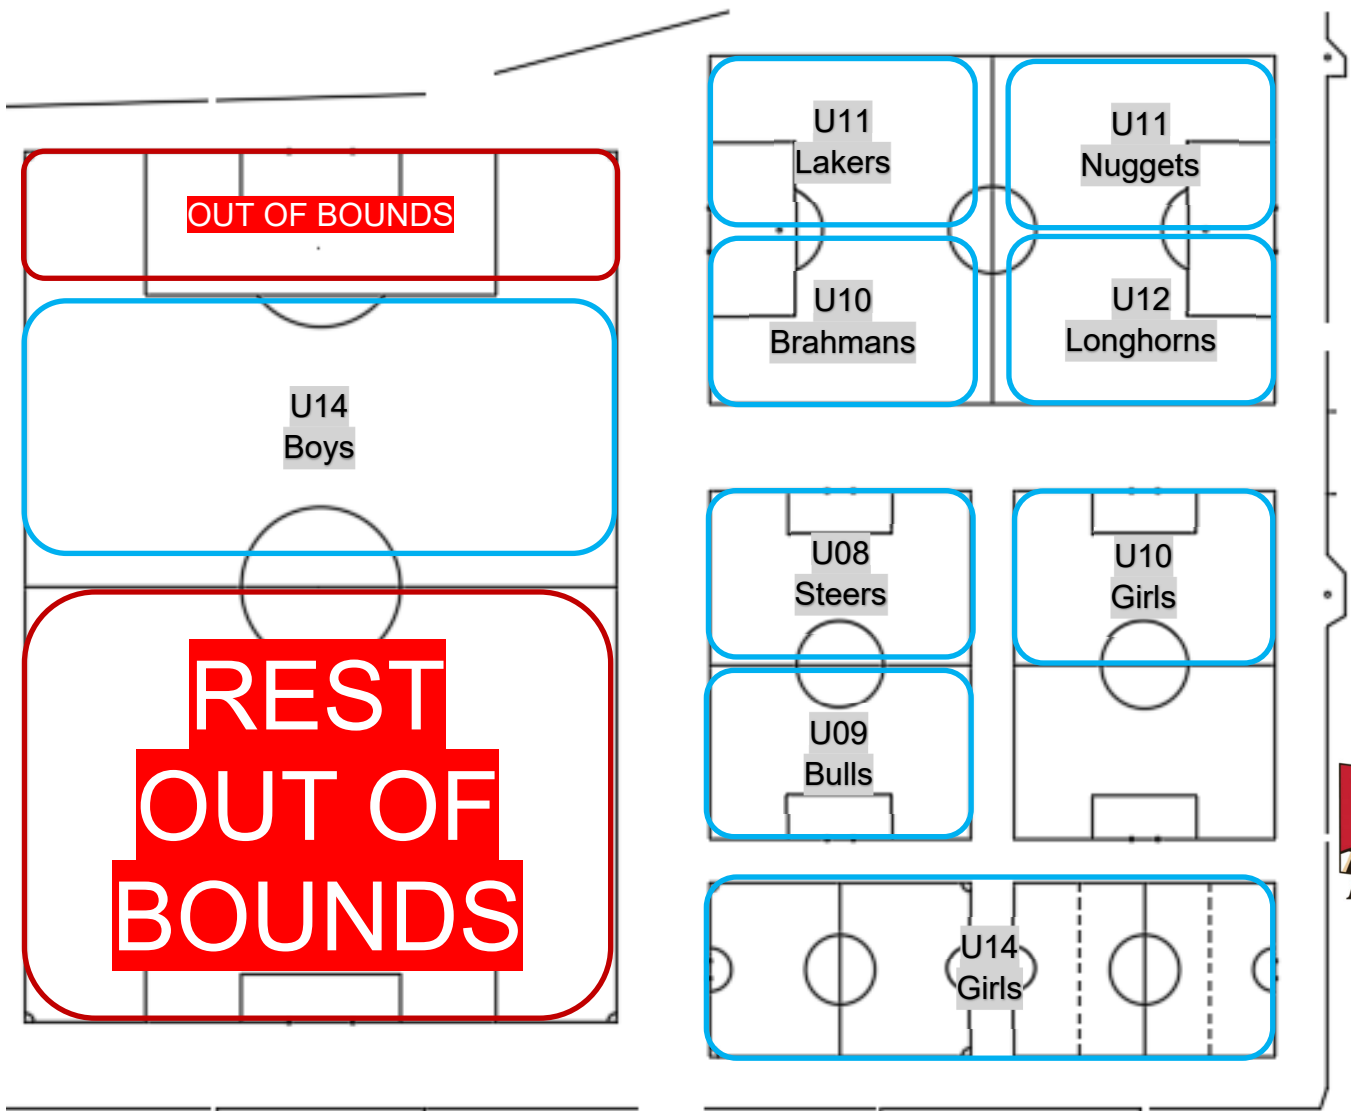 OUT OF BOUNDS
U14
Boys
REST
OUT OF
BOUNDS
U11
Lakers
U11
Nuggets
U10
Brahmans
U12
Longhorns
U08
Steers
U10
Girls
U09
Bulls
U14
Girls